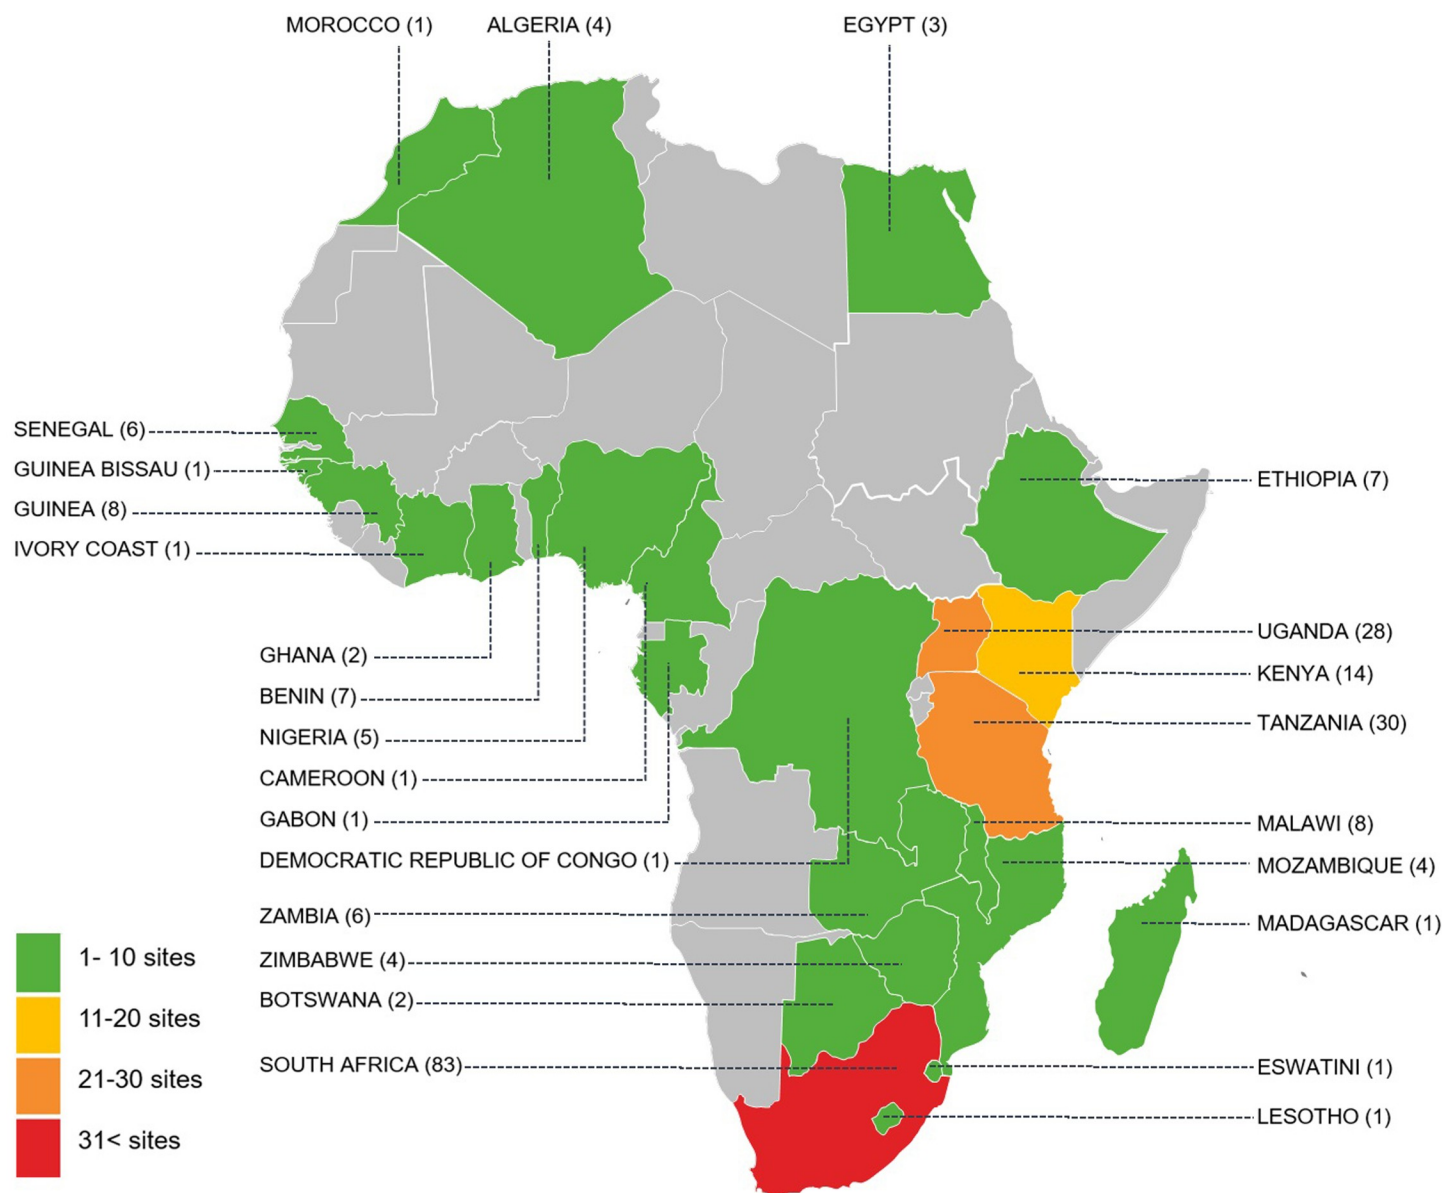 MOROCCO (1)
ALGERIA (4)
EGYPT (3)
SENEGAL (6)
GUINEA BISSAU (1)
GUINEA (8)
IVORY COAST (1)
ETHIOPIA (7)
GHANA (2)
BENIN (7)
NIGERIA (5)
CAMEROON (1)
GABON (1)
DEMOCRATIC REPUBLIC OF CONGO (1)
ZAMBIA (6)
ZIMBABWE (4)
BOTSWANA (2)
SOUTH AFRICA (83)
UGANDA (28)
KENYA (14)
TANZANIA (30)
MALAWI (8)
MOZAMBIQUE (4)
MADAGASCAR (1)
ESWATINI (1)
LESOTHO (1)
1- 10 sites
11-20 sites
21-30 sites
31< sites